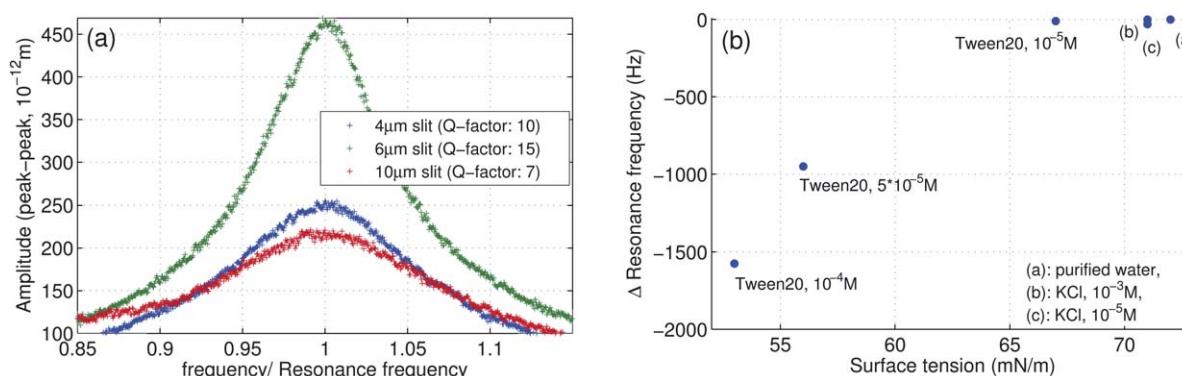 (a)
Amplitude (peak−peak, 10⁻¹²m)
450
400
350
300
250
200
150
100
4µm slit (Q−factor: 10)
6µm slit (Q−factor: 15)
10µm slit (Q−factor: 7)
0.85
0.9
0.95
1
1.05
1.1
frequency/ Resonance frequency
(b)
Δ Resonance frequency (Hz)
0
−500
−1000
−1500
−2000
Tween20, 10⁻⁵M
(b)
(c)
(a
Tween20, 5*10⁻⁵M
Tween20, 10⁻⁴M
(a): purified water,
(b): KCl, 10⁻³M,
(c): KCl, 10⁻⁵M
55
60
65
70
Surface tension (mN/m)